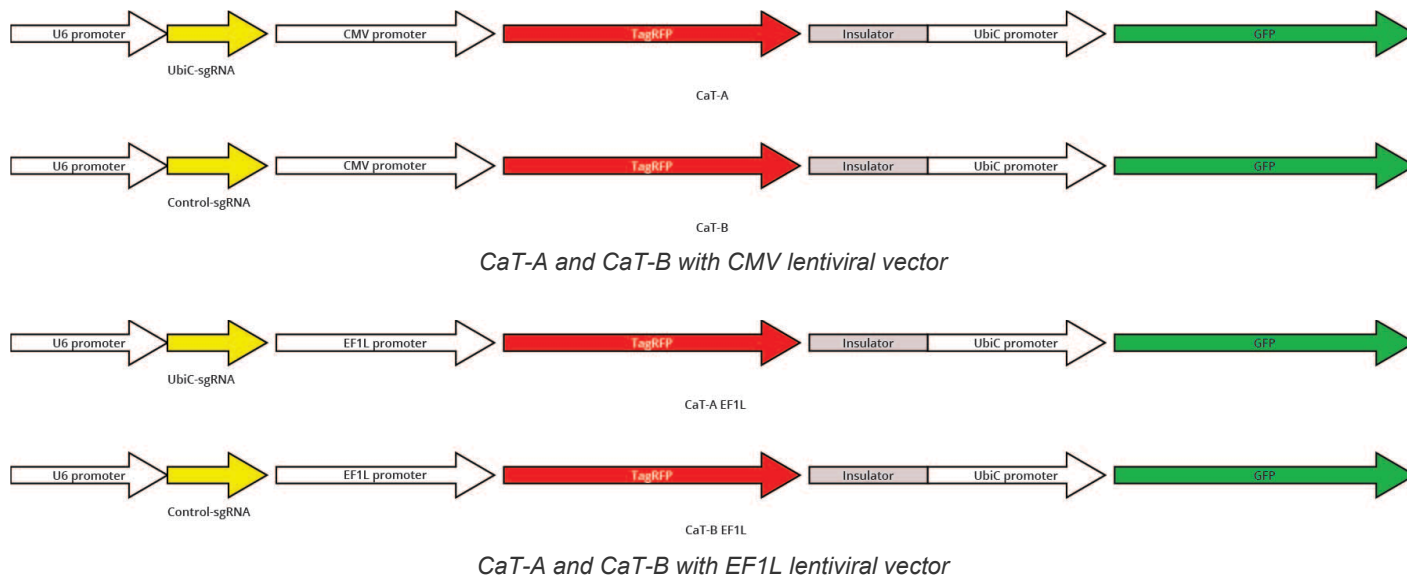 U6 promoter CMV promoter TagRFP Insulator UbiC promoter GFP
UbiC-sgRNA
CaT-A
U6 promoter CMV promoter TagRFP Insulator UbiC promoter GFP
Control-sgRNA
CaT-B
CaT-A and CaT-B with CMV lentiviral vector
U6 promoter EF1L promoter TagRFP Insulator UbiC promoter GFP
UbiC-sgRNA
CaT-A EF1L
U6 promoter EF1L promoter TagRFP Insulator UbiC promoter GFP
Control-sgRNA
CaT-B EF1L
CaT-A and CaT-B with EF1L lentiviral vector